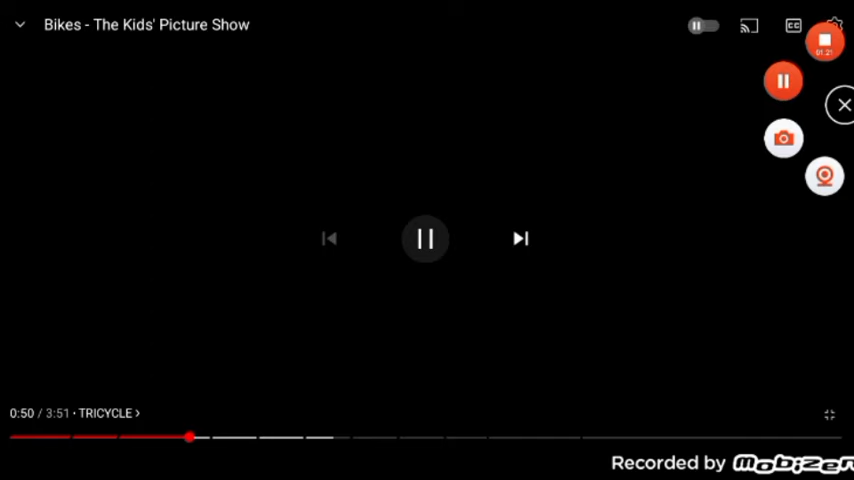 Bikes - The Kids' Picture Show
CC
01:21
0:50 / 3:51 · TRICYCLE ›
Recorded by Mobizen